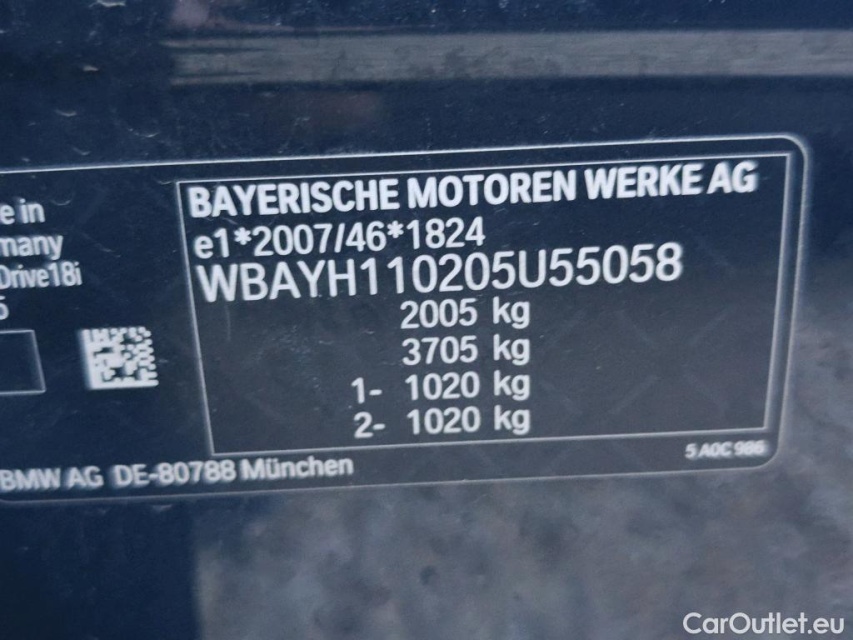 BAYERISCHE MOTOREN WERKE AG
e1*2007/46*1824
WBAYH110205U55058
2005 kg
3705 kg
1- 1020 kg
2- 1020 kg
e in
many
Drive18i
5 A0C 986
BMW AG DE-80788 München
CarOutlet.eu